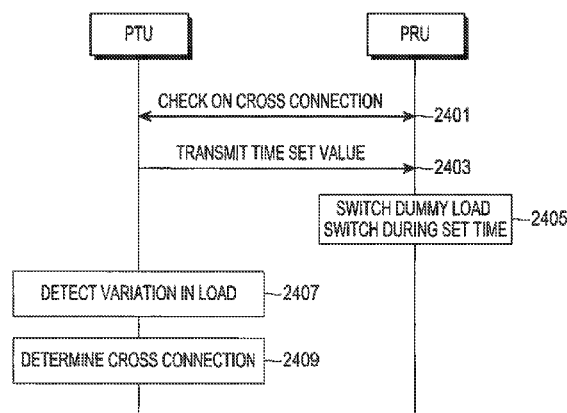 PTU
PRU
CHECK ON CROSS CONNECTION
2401
TRANSMIT TIME SET VALUE
2403
SWITCH DUMMY LOAD
SWITCH DURING SET TIME
2405
DETECT VARIATION IN LOAD
2407
DETERMINE CROSS CONNECTION
2409